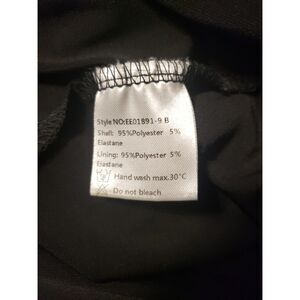 Style NO:EE01891-9 B
Shell: 95%Polyester 5%
Elastane
Lining: 95%Polyester 5%
Elastane
Hand wash max.30°C
Do not bleach